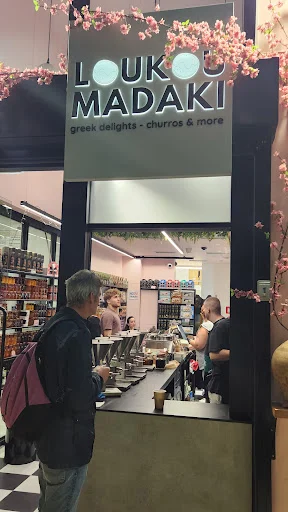 LOUKOU
MADAKI
greek delights - churros & more